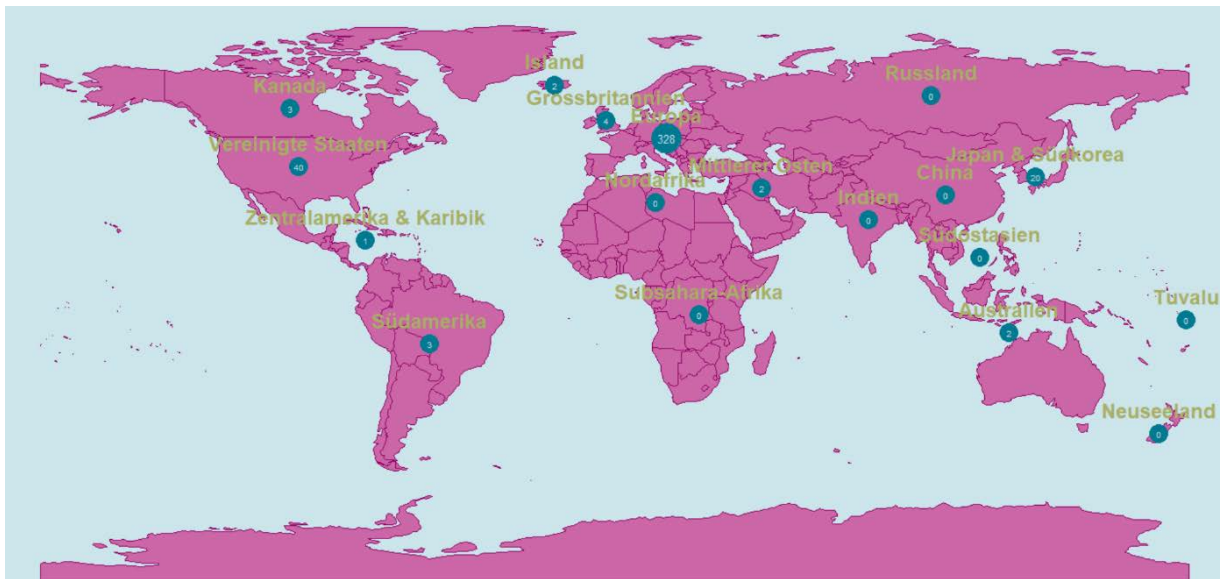 Island
2
Kanada
3
Russland
0
Grossbritannien
4
Europa
328
Vereinigte Staaten
40
Japan & Südkorea
20
Mittlerer Osten
2
China
0
Nordafrika
0
Indien
0
Zentralamerika & Karibik
1
Südostasien
0
Subsahara-Afrika
0
Tuvalu
0
Australien
2
Südamerika
3
Neuseeland
0